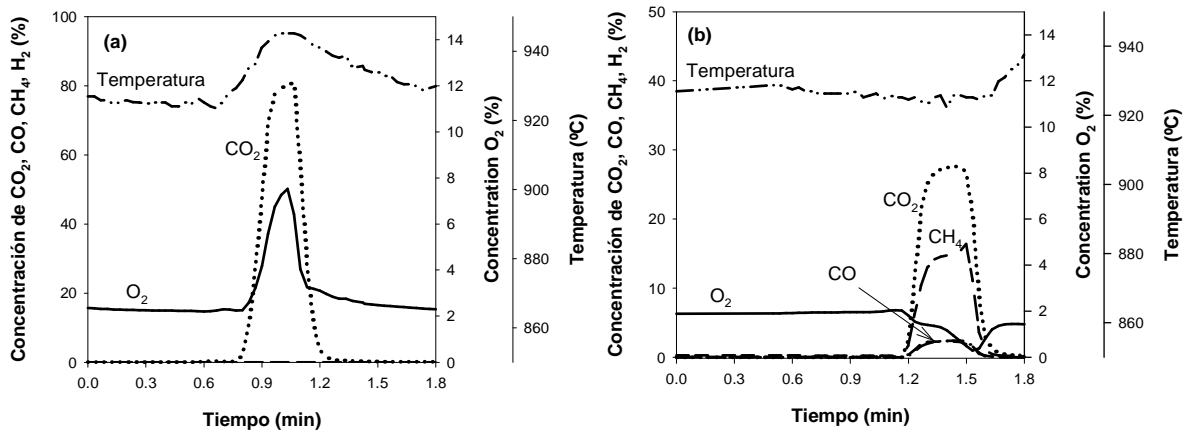 (a)
Concentración de CO2, CO, CH4, H2 (%)
100
80
60
40
20
0
Temperatura
CO2
O2
0.0 0.3 0.6 0.9 1.2 1.5 1.8
Tiempo (min)
14
12
10
8
6
4
2
0
Concentration O2 (%)
940
920
900
880
860
Temperatura (ºC)
(b)
Concentración de CO2, CO, CH4, H2 (%)
50
40
30
20
10
0
Temperatura
CO2
CH4
CO
O2
0.0 0.3 0.6 0.9 1.2 1.5 1.8
Tiempo (min)
14
12
10
8
6
4
2
0
Concentration O2 (%)
940
920
900
880
860
Temperatura (ºC)